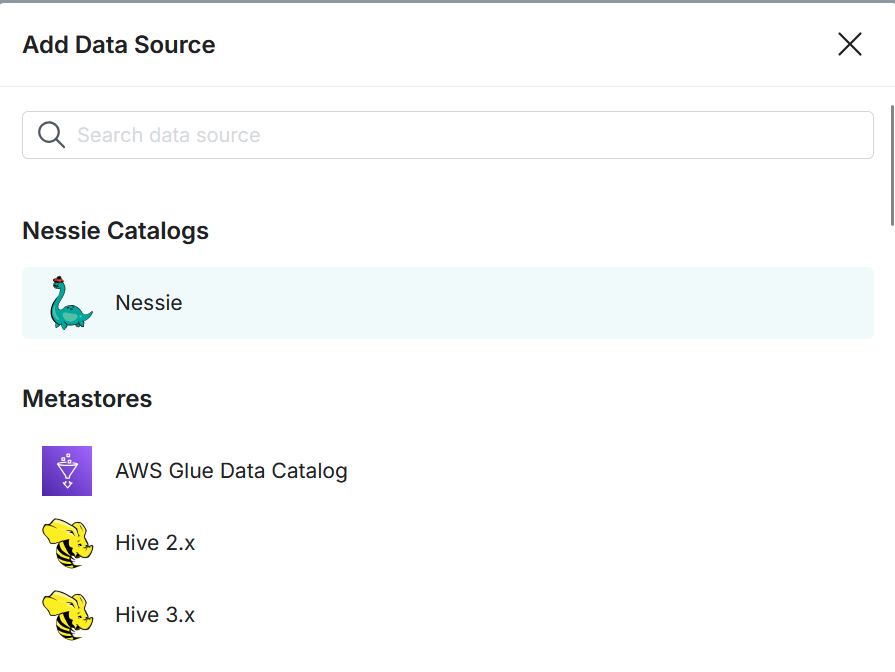 Add Data Source
Search data source
Nessie Catalogs
Nessie
Metastores
AWS Glue Data Catalog
Hive 2.x
Hive 3.x